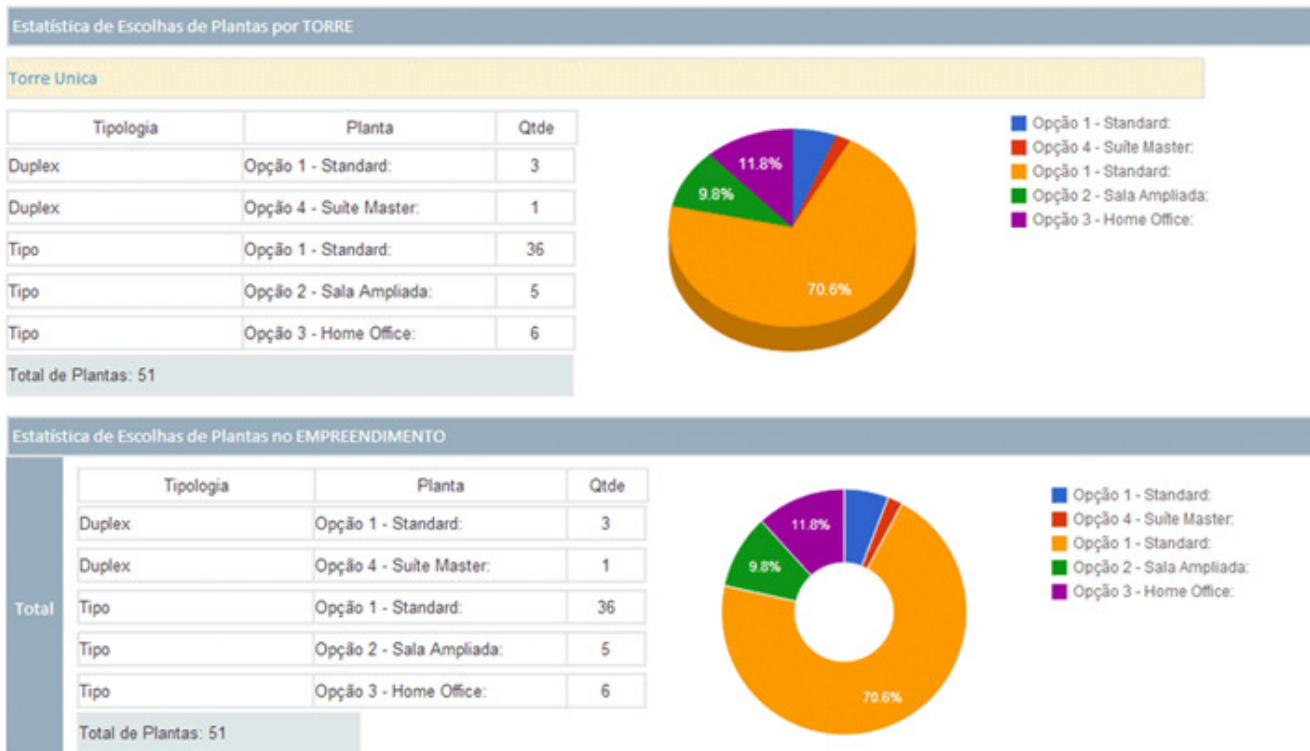 Estatística de Escolhas de Plantas por TORRE
Torre Unica
Tipologia Planta Qtde
Duplex Opção 1 - Standard: 3
Duplex Opção 4 - Suíte Master: 1
Tipo Opção 1 - Standard: 36
Tipo Opção 2 - Sala Ampliada: 5
Tipo Opção 3 - Home Office: 6
Total de Plantas: 51
11.8%
9.8%
70.6%
Opção 1 - Standard:
Opção 4 - Suíte Master:
Opção 1 - Standard:
Opção 2 - Sala Ampliada:
Opção 3 - Home Office:
Estatística de Escolhas de Plantas no EMPREENDIMENTO
Total
Tipologia Planta Qtde
Duplex Opção 1 - Standard: 3
Duplex Opção 4 - Suíte Master: 1
Tipo Opção 1 - Standard: 36
Tipo Opção 2 - Sala Ampliada: 5
Tipo Opção 3 - Home Office: 6
Total de Plantas: 51
11.8%
9.8%
70.6%
Opção 1 - Standard:
Opção 4 - Suíte Master:
Opção 1 - Standard:
Opção 2 - Sala Ampliada:
Opção 3 - Home Office: